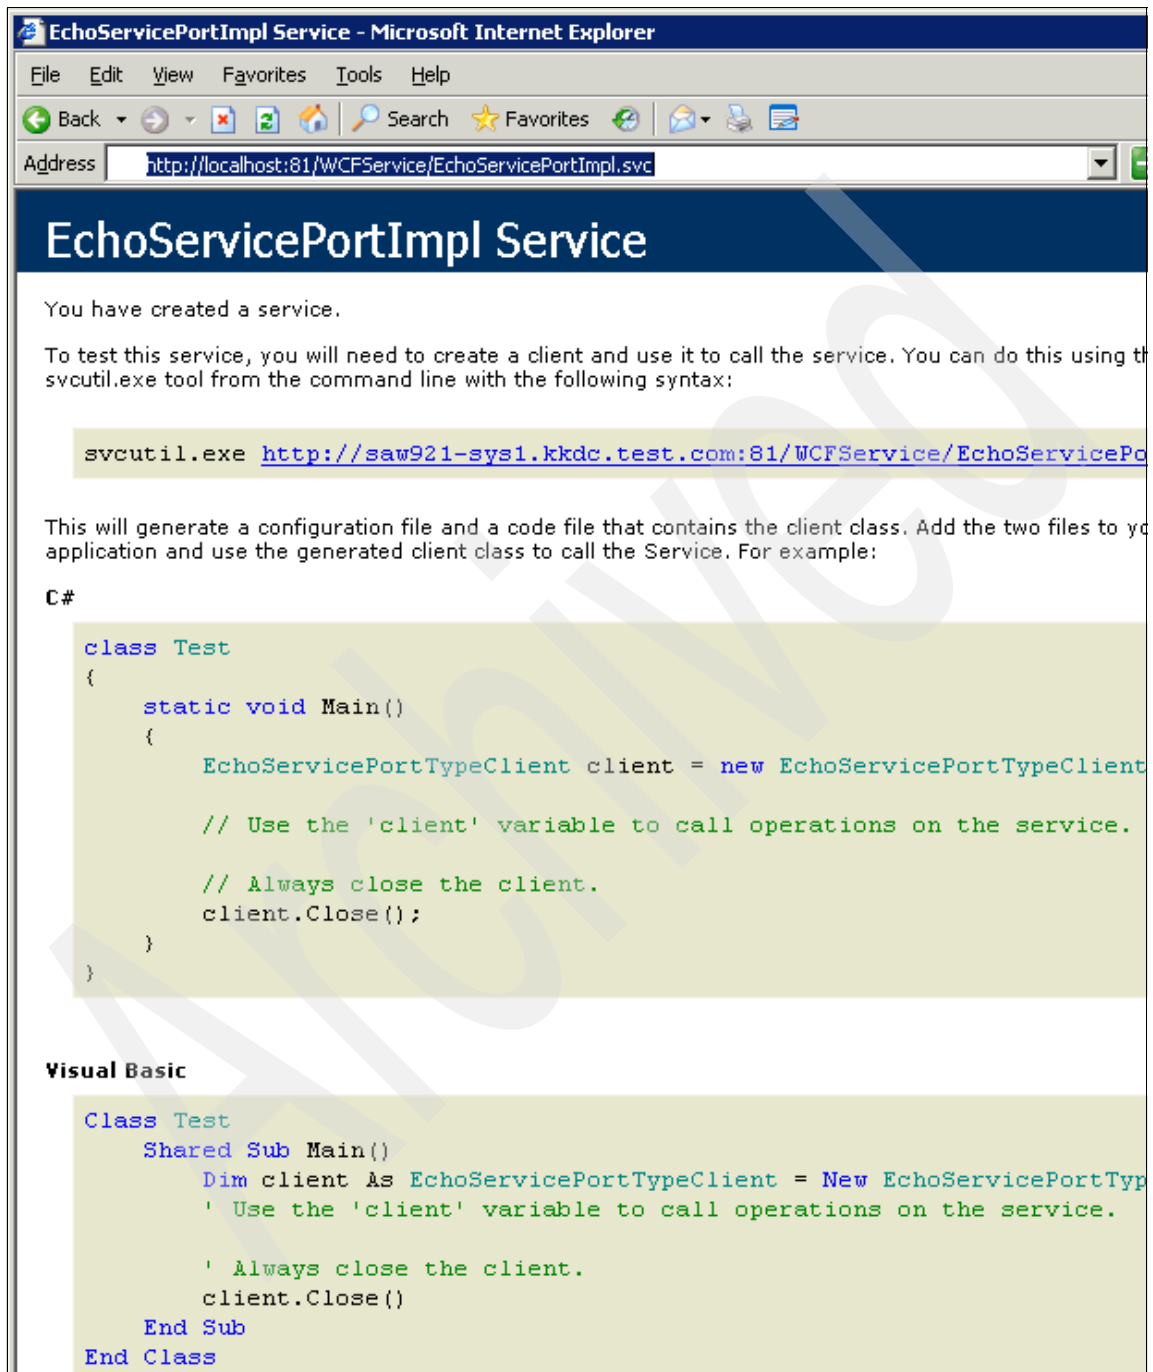 EchoServicePortImpl Service - Microsoft Internet Explorer
File Edit View Favorites Tools Help
Back Search Favorites
Address http://localhost:81/WCFService/EchoServicePortImpl.svc
EchoServicePortImpl Service
You have created a service.
To test this service, you will need to create a client and use it to call the service. You can do this using th
svcutil.exe tool from the command line with the following syntax:
svcutil.exe http://saw921-sys1.kkdc.test.com:81/WCFService/EchoServicePo
This will generate a configuration file and a code file that contains the client class. Add the two files to yo
application and use the generated client class to call the Service. For example:
C#
class Test
{
static void Main()
{
EchoServicePortTypeClient client = new EchoServicePortTypeClient
// Use the 'client' variable to call operations on the service.
// Always close the client.
client.Close();
}
}
Visual Basic
Class Test
Shared Sub Main()
Dim client As EchoServicePortTypeClient = New EchoServicePortTyp
' Use the 'client' variable to call operations on the service.
' Always close the client.
client.Close()
End Sub
End Class
Archived